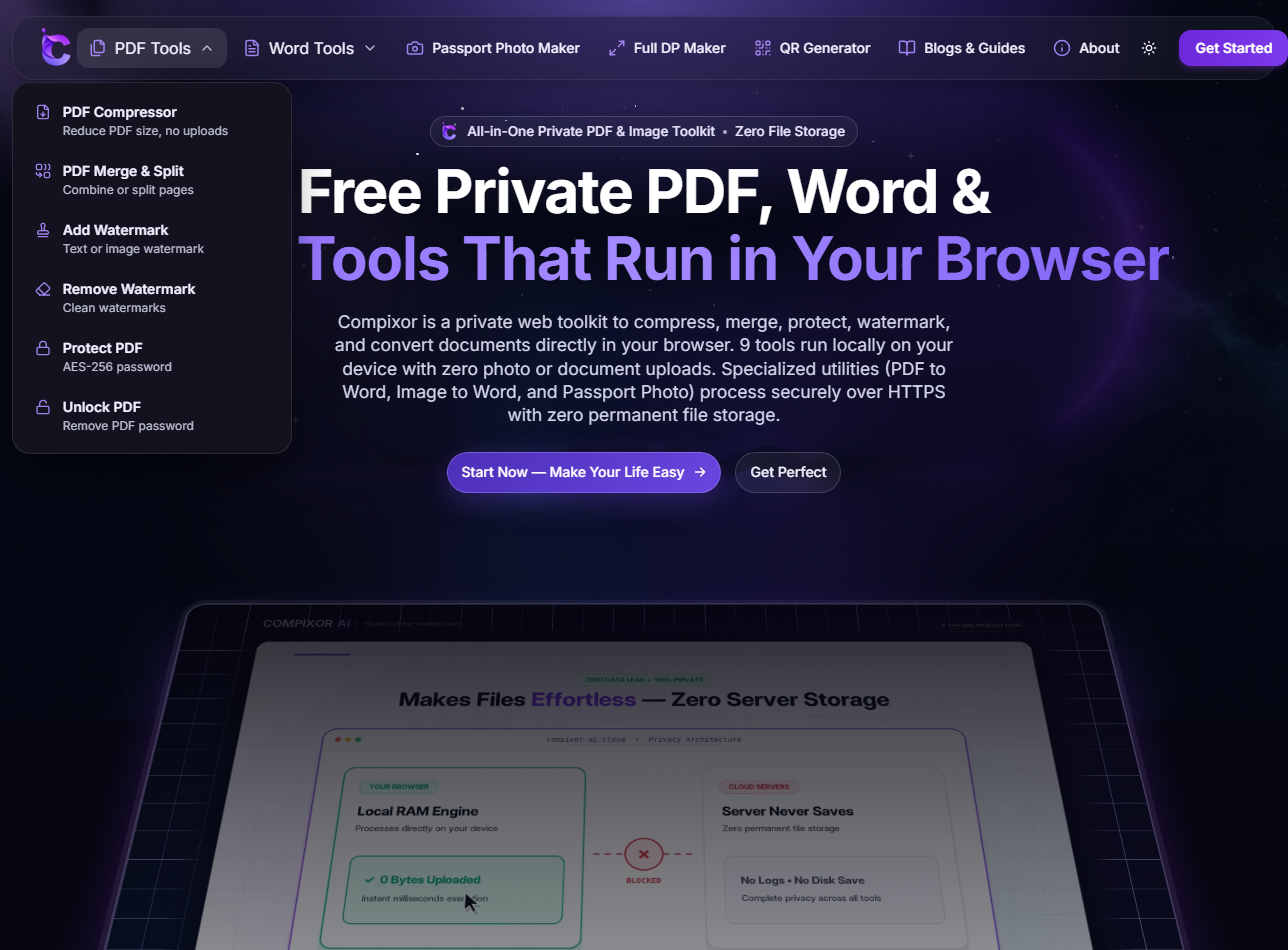 PDF Tools
Word Tools
Passport Photo Maker
Full DP Maker
QR Generator
Blogs & Guides
About
Get Started
PDF Compressor
Reduce PDF size, no uploads
PDF Merge & Split
Combine or split pages
Add Watermark
Text or image watermark
Remove Watermark
Clean watermarks
Protect PDF
AES-256 password
Unlock PDF
Remove PDF password
All-in-One Private PDF & Image Toolkit • Zero File Storage
Free Private PDF, Word &
Tools That Run in Your Browser
Compixor is a private web toolkit to compress, merge, protect, watermark,
and convert documents directly in your browser. 9 tools run locally on your
device with zero photo or document uploads. Specialized utilities (PDF to
Word, Image to Word, and Passport Photo) process securely over HTTPS
with zero permanent file storage.
Start Now — Make Your Life Easy →
Get Perfect
COMPIXOR AI
ZERO DATA LEAK • 100% PRIVATE
Makes Files Effortless — Zero Server Storage
compixor-ai.cloud • Privacy Architecture
YOUR BROWSER
Local RAM Engine
Processes directly on your device
✓ 0 Bytes Uploaded
Instant milliseconds execution
BLOCKED
CLOUD SERVERS
Server Never Saves
Zero permanent file storage
No Logs • No Disk Save
Complete privacy across all tools